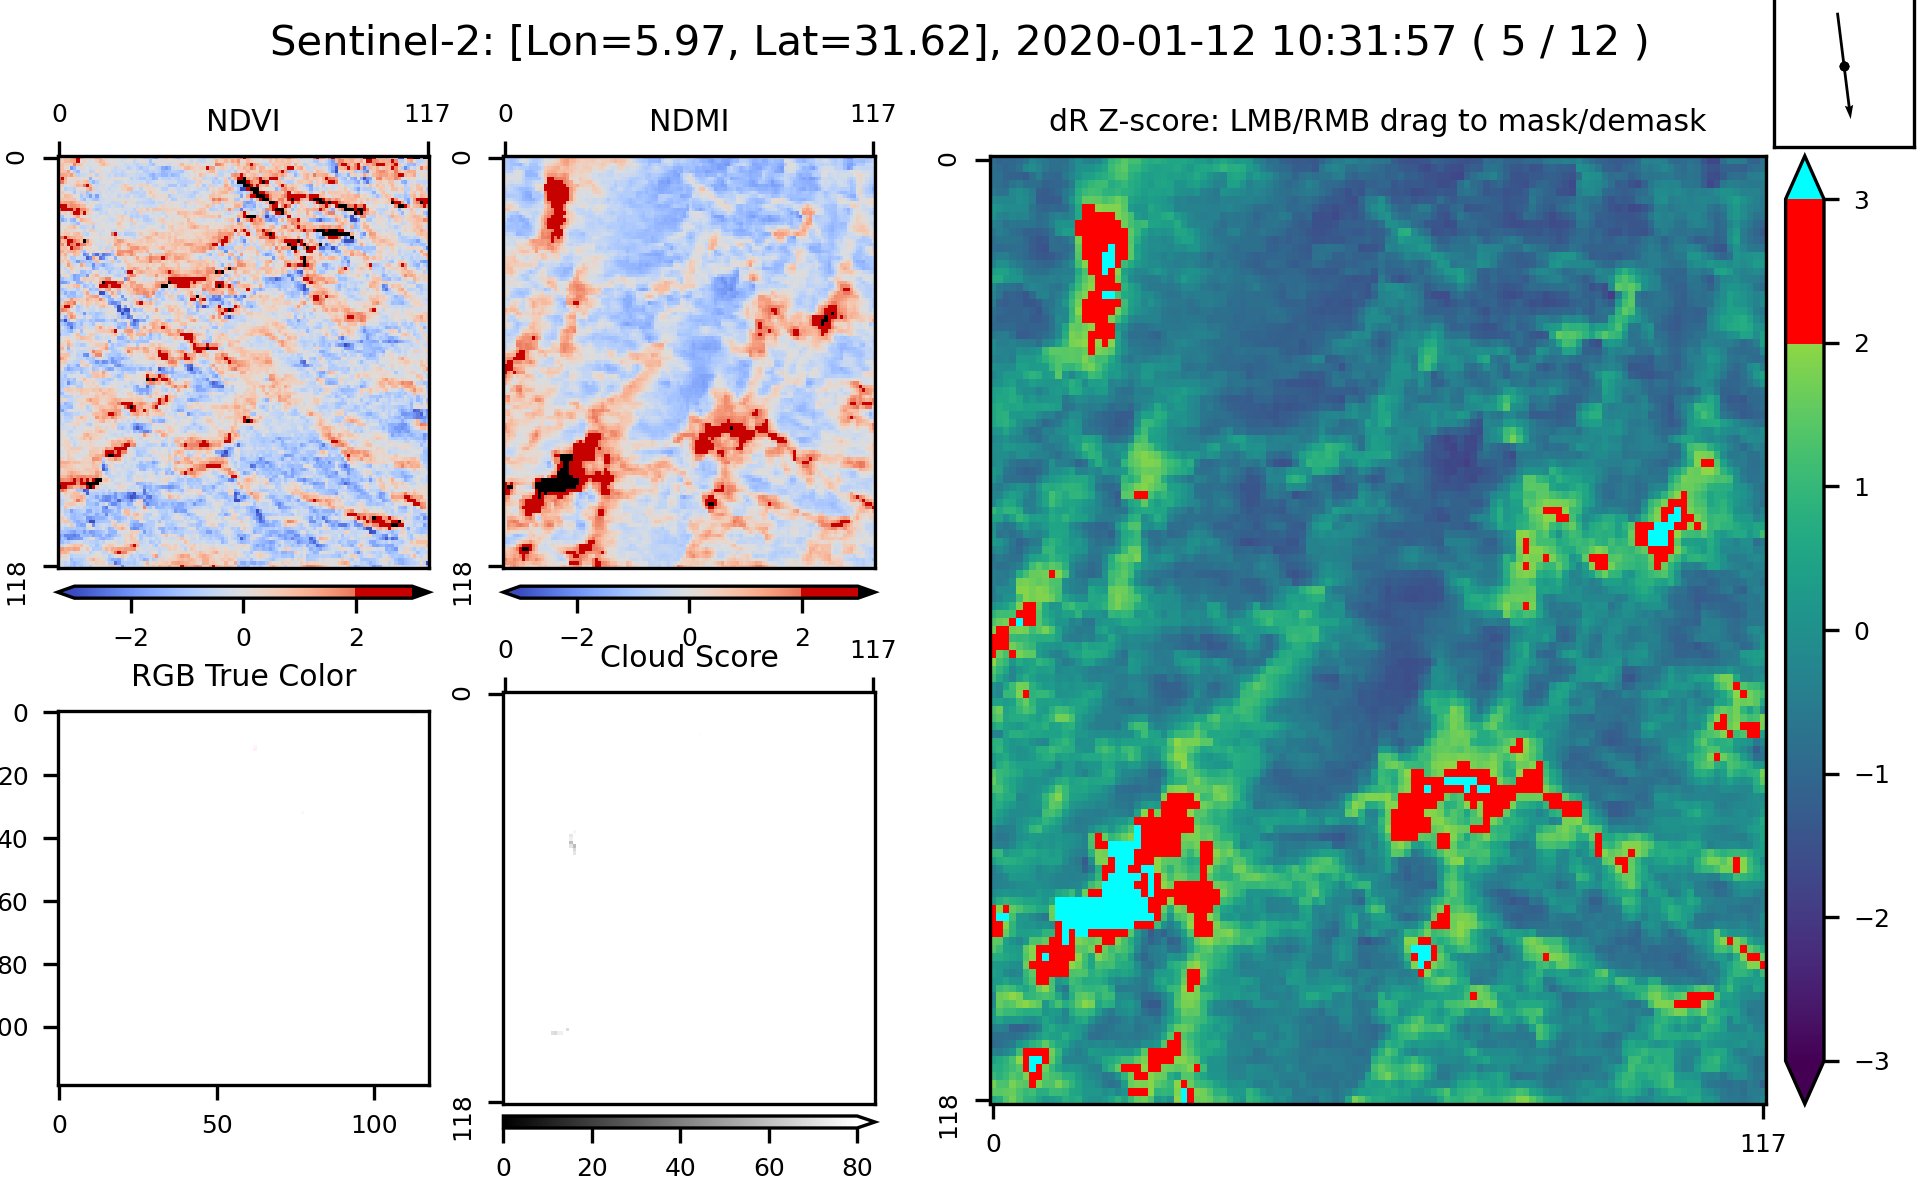 Sentinel-2: [Lon=5.97, Lat=31.62], 2020-01-12 10:31:57 ( 5 / 12 )
0 NDVI 117
0
118
−2 0 2
0 NDMI 117
0
118
−2 0 2
dR Z-score: LMB/RMB drag to mask/demask
0
118
0 117
3
2
1
0
−1
−2
−3
RGB True Color
0
20
40
60
80
00
0 50 100
0 Cloud Score 117
0
118
0 20 40 60 80